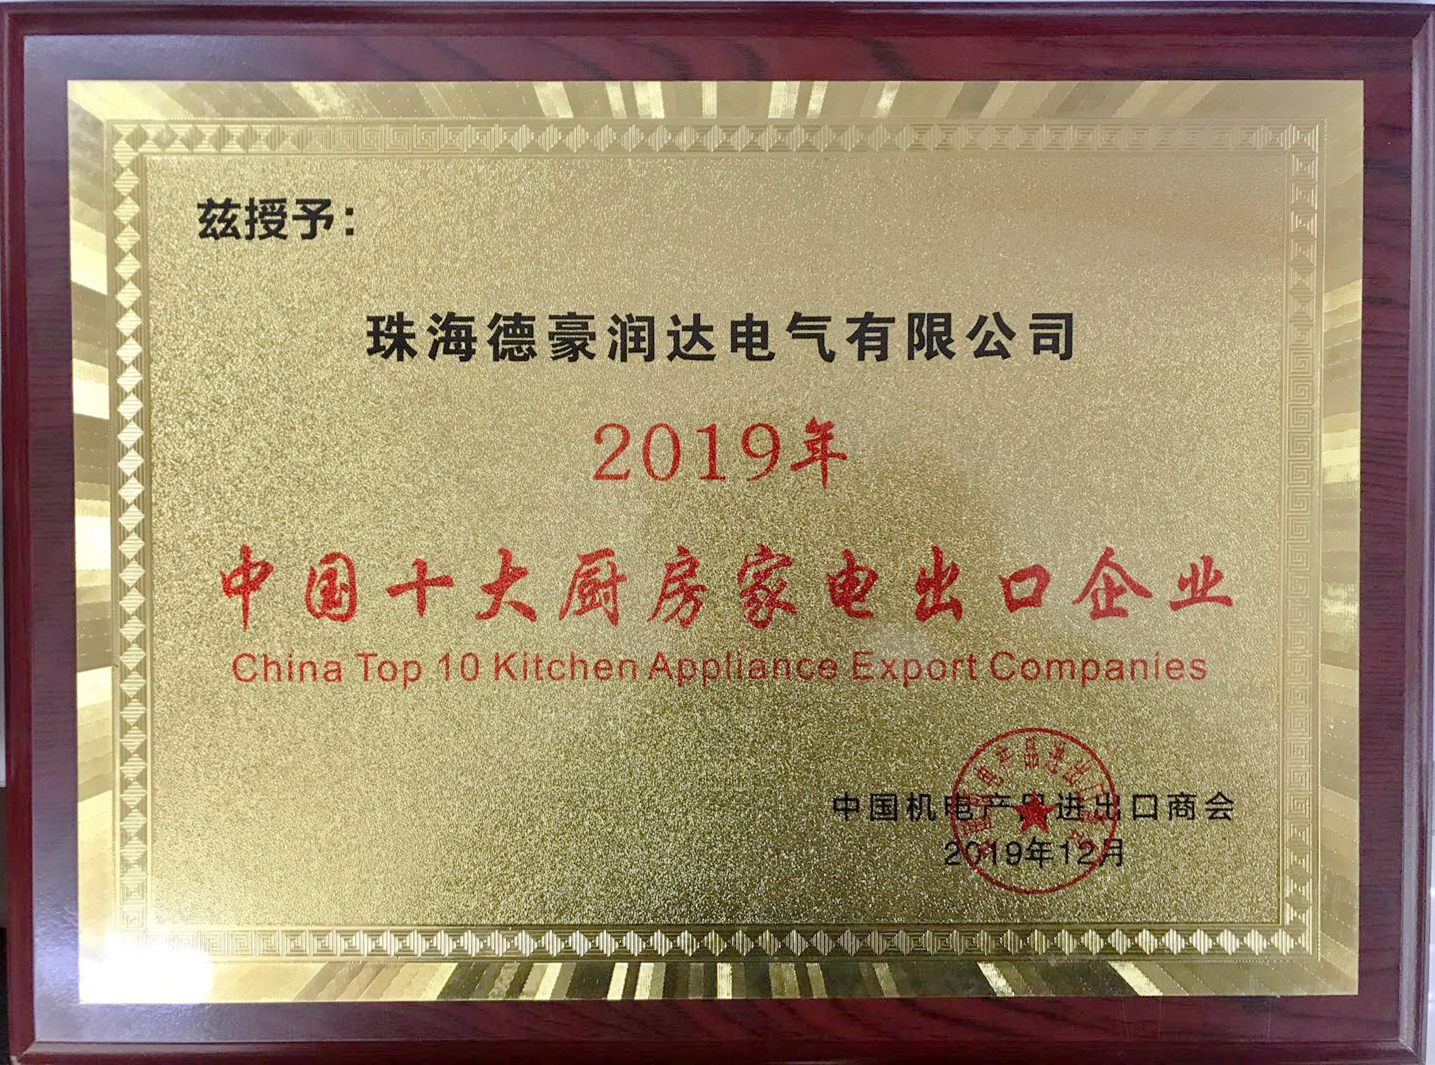 兹授予：
珠海德豪润达电气有限公司
2019年
中国十大厨房家电出口企业
China Top 10 Kitchen Appliance Export Companies
中国机电产品进出口商会
2019年12月